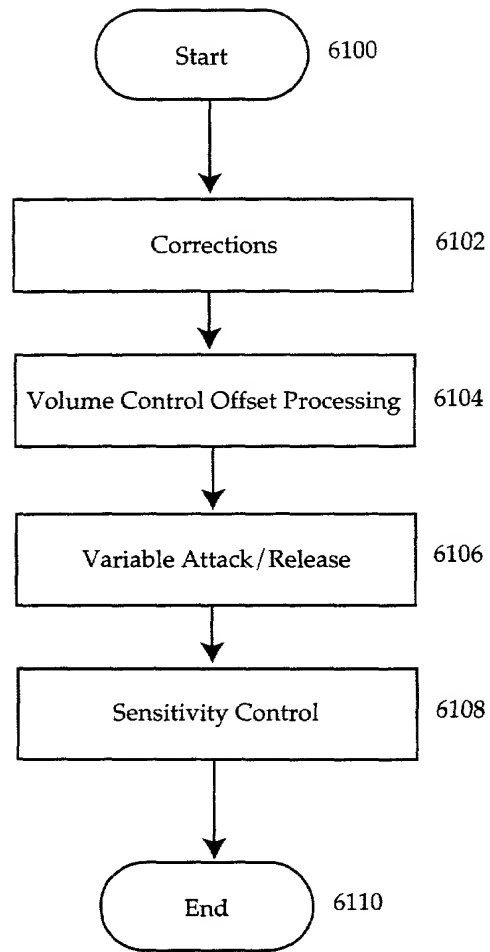 Start 6100
Corrections 6102
Volume Control Offset Processing 6104
Variable Attack/Release 6106
Sensitivity Control 6108
End 6110